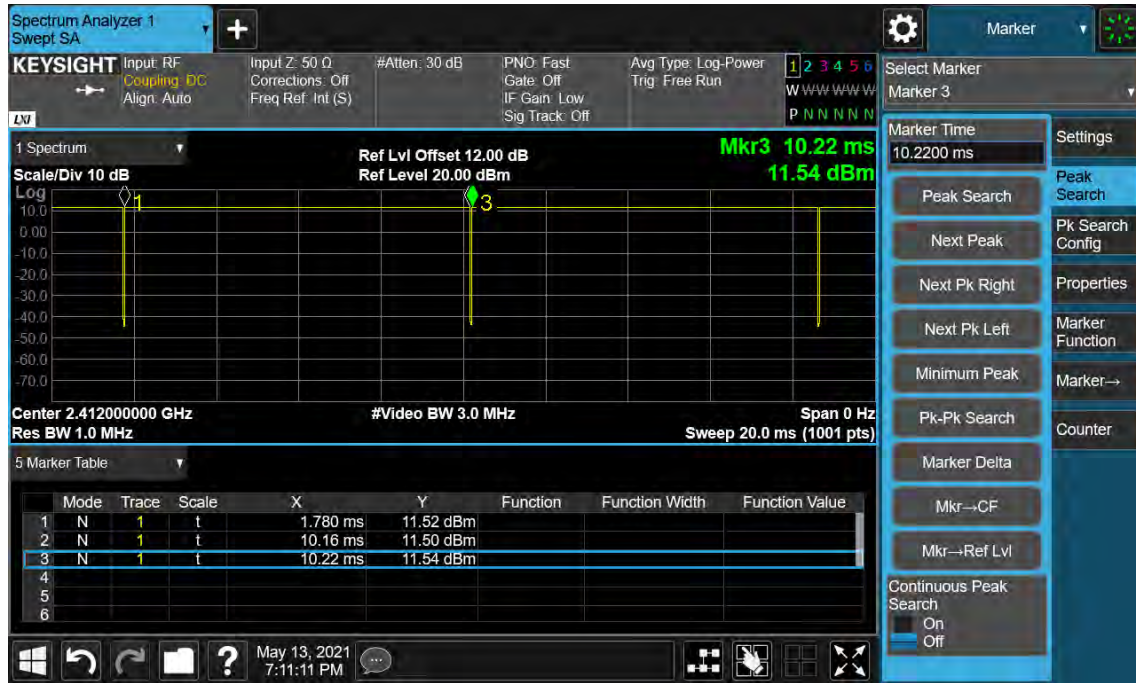 Spectrum Analyzer 1
Swept SA
+
Marker
KEYSIGHT
LXI
Input: RF
Coupling: DC
Align: Auto
Input Z: 50 Ω
Corrections: Off
Freq Ref: Int (S)
#Atten: 30 dB
PNO: Fast
Gate: Off
IF Gain: Low
Sig Track: Off
Avg Type: Log-Power
Trig: Free Run
1 2 3 4 5 6
W W W W W W
P N N N N N
Select Marker
Marker 3
1 Spectrum
Scale/Div 10 dB
Ref Lvl Offset 12.00 dB
Ref Level 20.00 dBm
Mkr3 10.22 ms
11.54 dBm
Log
10.0
0.00
-10.0
-20.0
-30.0
-40.0
-50.0
-60.0
-70.0
1
3
Center 2.412000000 GHz
Res BW 1.0 MHz
#Video BW 3.0 MHz
Span 0 Hz
Sweep 20.0 ms (1001 pts)
5 Marker Table
Mode Trace Scale X Y Function Function Width Function Value
1 N 1 t 1.780 ms 11.52 dBm
2 N 1 t 10.16 ms 11.50 dBm
3 N 1 t 10.22 ms 11.54 dBm
4
5
6
Marker Time
10.2200 ms
Peak Search
Next Peak
Next Pk Right
Next Pk Left
Minimum Peak
Pk-Pk Search
Marker Delta
Mkr→CF
Mkr→Ref Lvl
Continuous Peak
Search
On
Off
Settings
Peak
Search
Pk Search
Config
Properties
Marker
Function
Marker→
Counter
?
May 13, 2021
7:11:11 PM